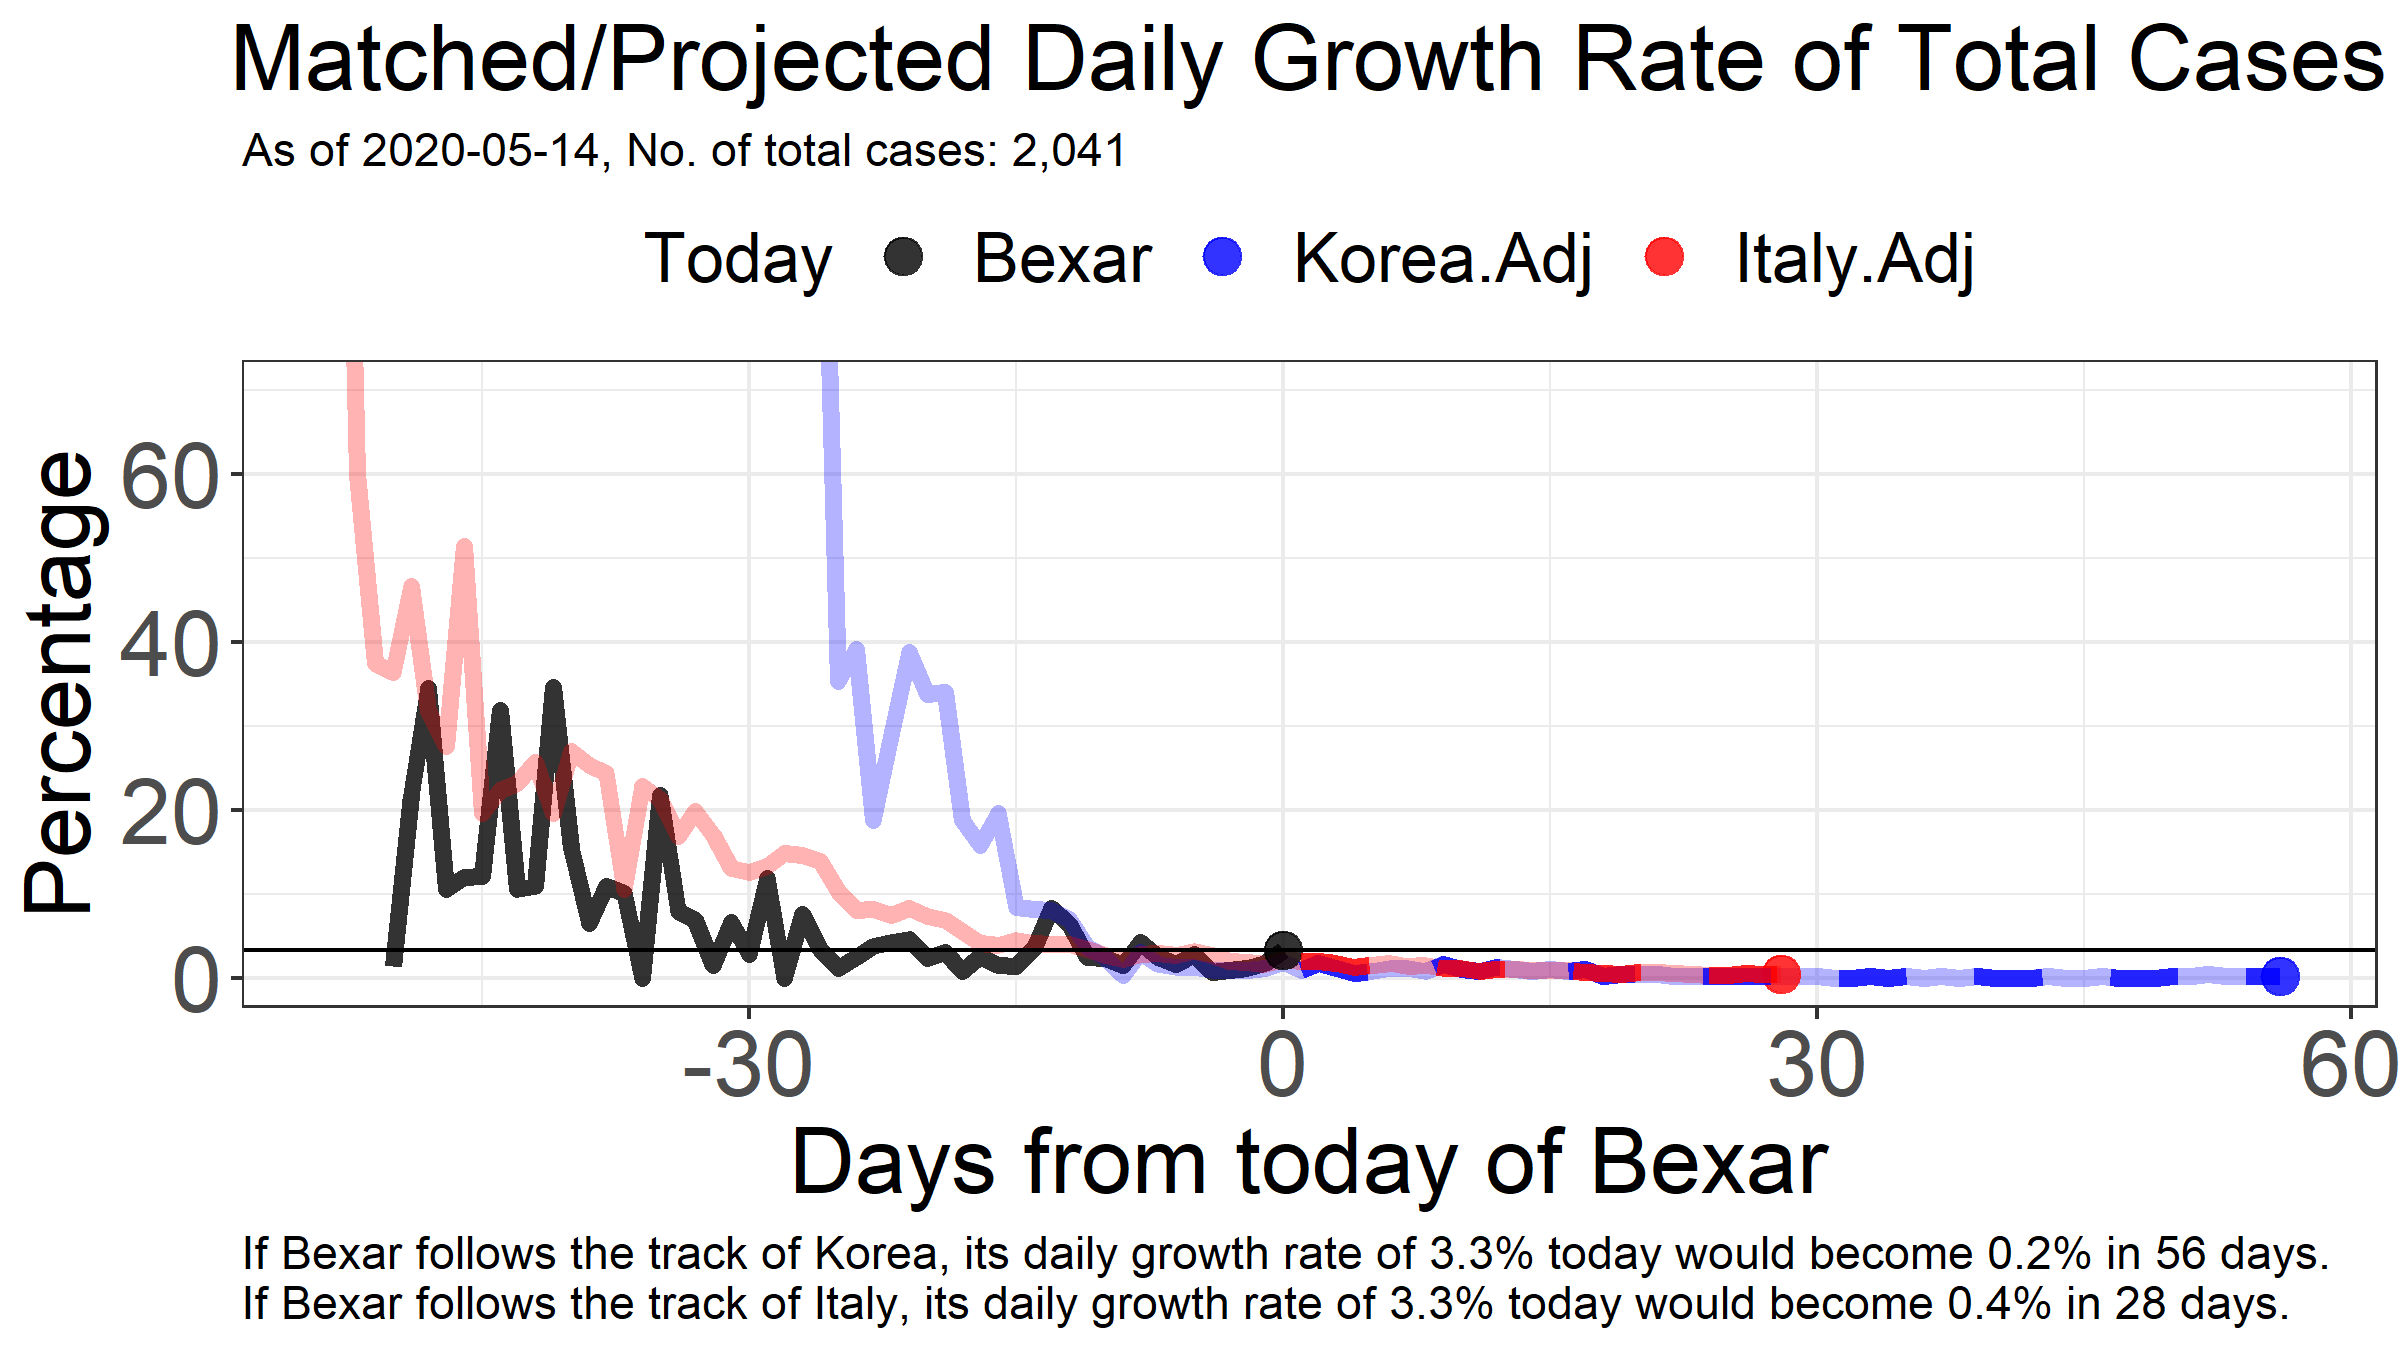 Matched/Projected Daily Growth Rate of Total Cases
As of 2020-05-14, No. of total cases: 2,041
Today Bexar Korea.Adj Italy.Adj
Percentage
60
40
20
0
-30 0 30 60
Days from today of Bexar
If Bexar follows the track of Korea, its daily growth rate of 3.3% today would become 0.2% in 56 days.
If Bexar follows the track of Italy, its daily growth rate of 3.3% today would become 0.4% in 28 days.